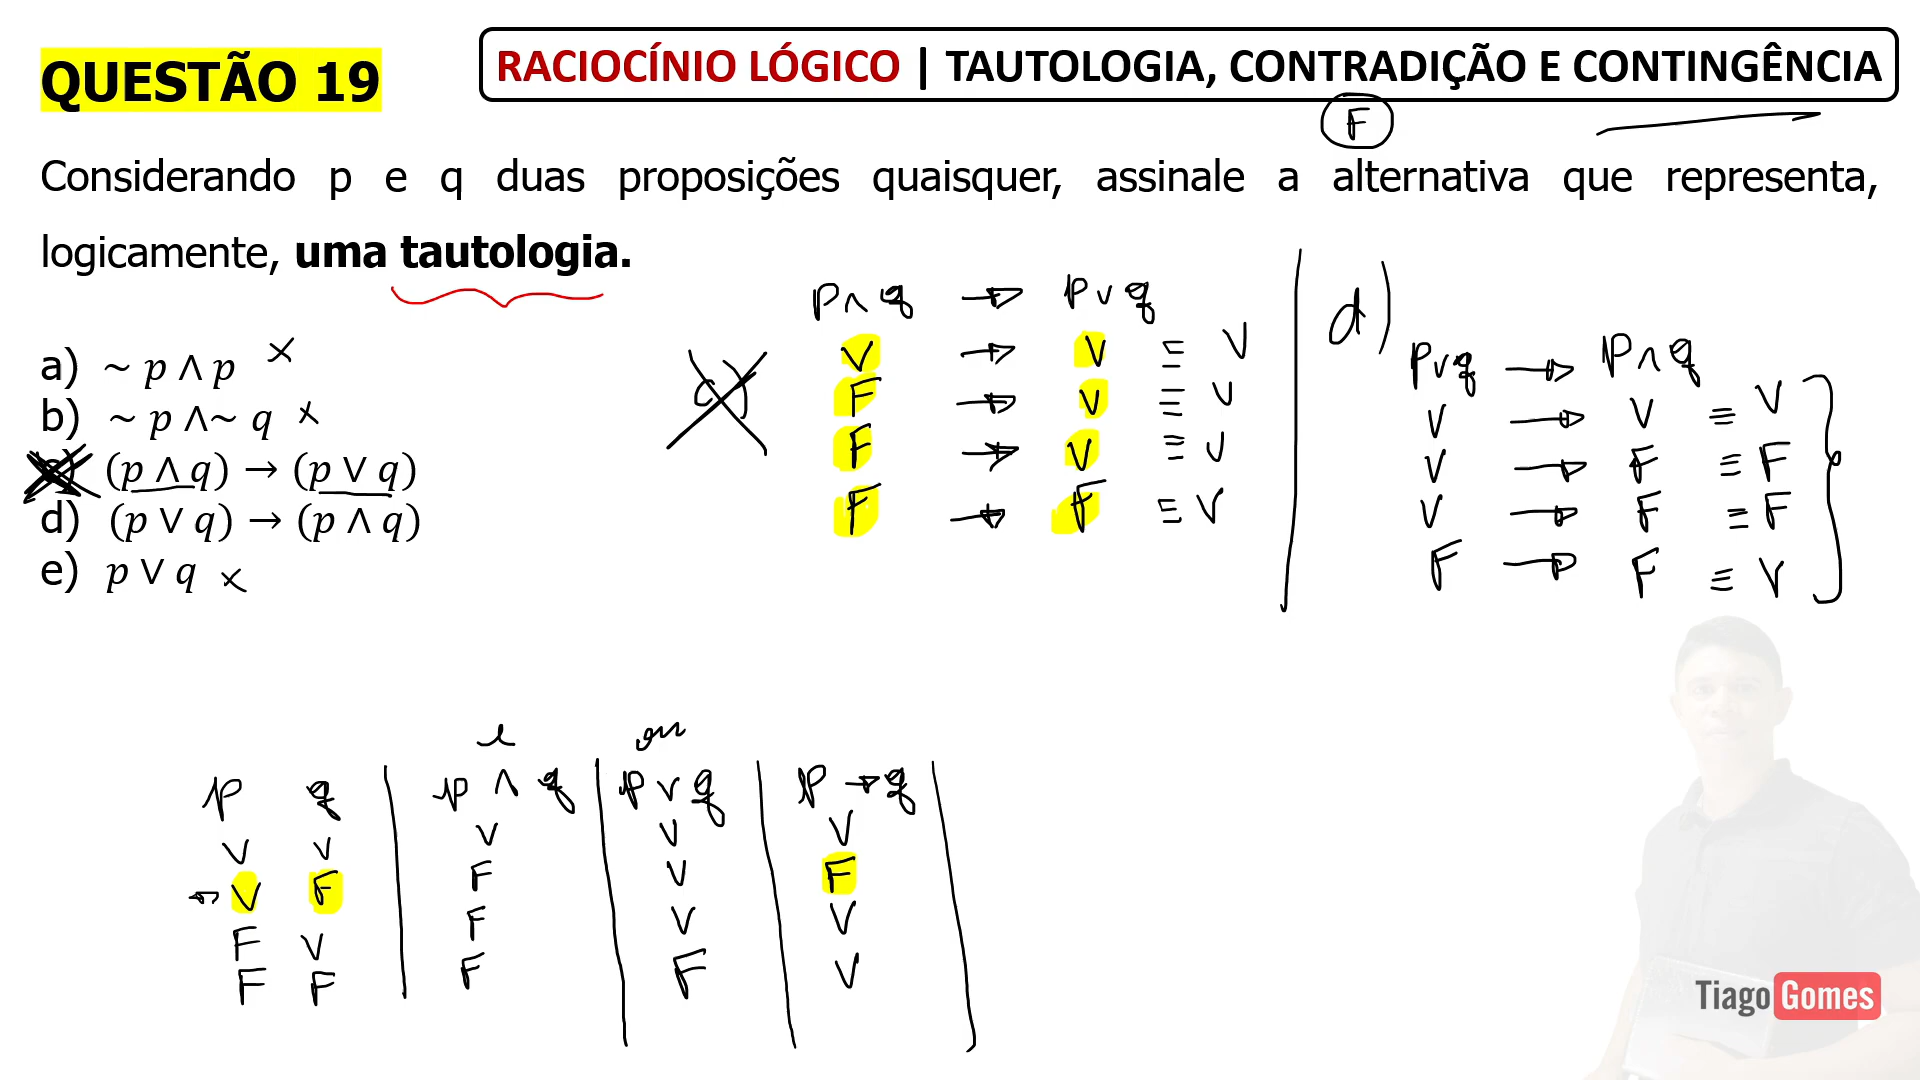 QUESTÃO 19
RACIOCÍNIO LÓGICO | TAUTOLOGIA, CONTRADIÇÃO E CONTINGÊNCIA
F
Considerando p e q duas proposições quaisquer, assinale a alternativa que representa,
logicamente, uma tautologia.
a) ~ p ∧ p x
b) ~ p ∧~ q x
c) (p ∧ q) → (p ∨ q)
d) (p ∨ q) → (p ∧ q)
e) p ∨ q x
c)
p ∧ q → p ∨ q
V → V ≡ V
F → V ≡ V
F → V ≡ V
F → F ≡ V
d)
p ∨ q → p ∧ q
V → V ≡ V
V → F ≡ F
V → F ≡ F
F → F ≡ V
e ou
p q p ∧ q p ∨ q p → q
V V V V V
→ V F F V F
F V F V V
F F F F V
Tiago Gomes